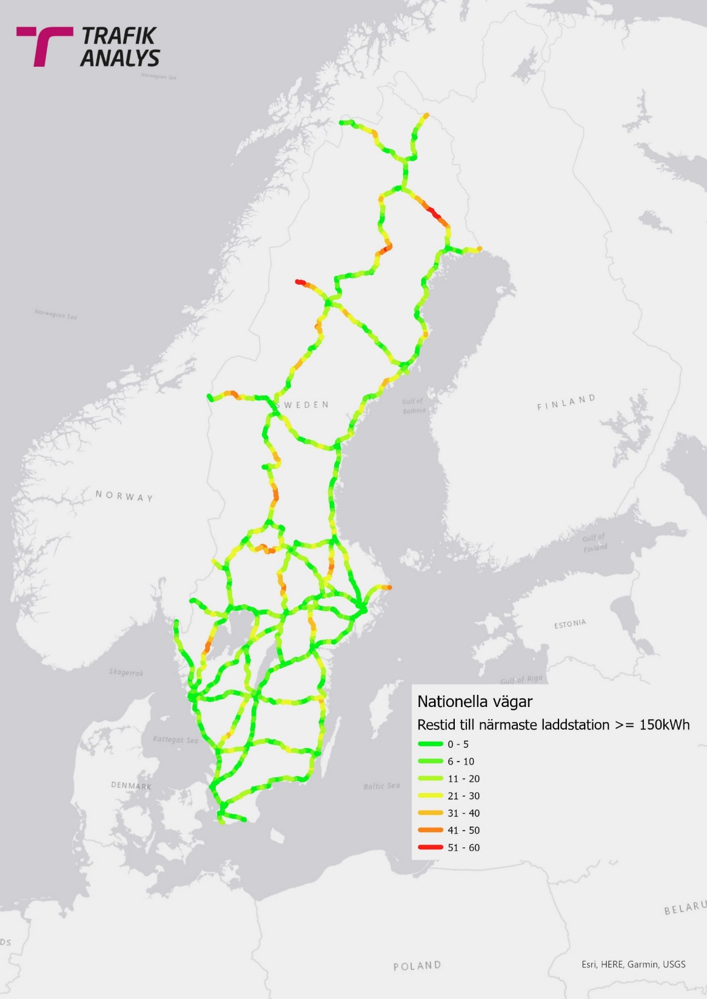 TRAFIK
ANALYS
Norwegian Sea
Norwegian Sea
SWEDEN
Gulf of
Bothnia
FINLAND
NORWAY
Gulf of
Finland
ESTONIA
Skagerrak
Gulf of Riga
Kattegat Sea
DENMARK
Baltic Sea
Nationella vägar
Restid till närmaste laddstation >= 150kWh
0 - 5
6 - 10
11 - 20
21 - 30
31 - 40
41 - 50
51 - 60
BELARU
DS
POLAND
Esri, HERE, Garmin, USGS